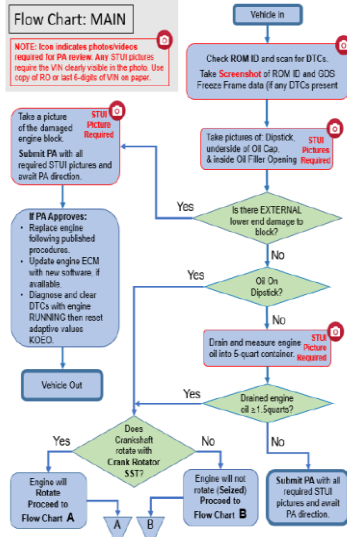 Flow Chart: MAIN
NOTE: Icon indicates photos/videos
required for PA review. Any STUI pictures
require the VIN clearly visible in the photo. Use
copy of RO or last 6-digits of VIN on paper.
Vehicle in
Check ROM ID and scan for DTCs.
Take Screenshot of ROM ID and GDS
Freeze Frame data (if any DTCs present
Take pictures of: Dipstick,
underside of Oil Cap,
& inside Oil Filler Opening
STUI
Pictures
Required
Is there EXTERNAL
lower end damage to
block?
Yes
No
Take a picture
of the damaged
engine block.
STUI
Picture
Required
Submit PA with all
required STUI pictures and
await PA direction.
If PA Approves:
• Replace engine
following published
procedures.
• Update engine ECM
with new software, if
available.
• Diagnose and clear
DTCs with engine
RUNNING then reset
adaptive values
KOEO.
Vehicle Out
Oil On
Dipstick?
Yes
No
Drain and measure engine
oil into 5-quart container.
STUI
Picture
Required
Drained engine
oil ≥1.5quarts?
Yes
No
Submit PA with all
required STUI
pictures and await
PA direction.
Does
Crankshaft
rotate with
Crank Rotator
SST?
Yes
No
Engine will
Rotate
Proceed to
Flow Chart A
A
Engine will not
rotate (Seized)
Proceed to
Flow Chart B
B